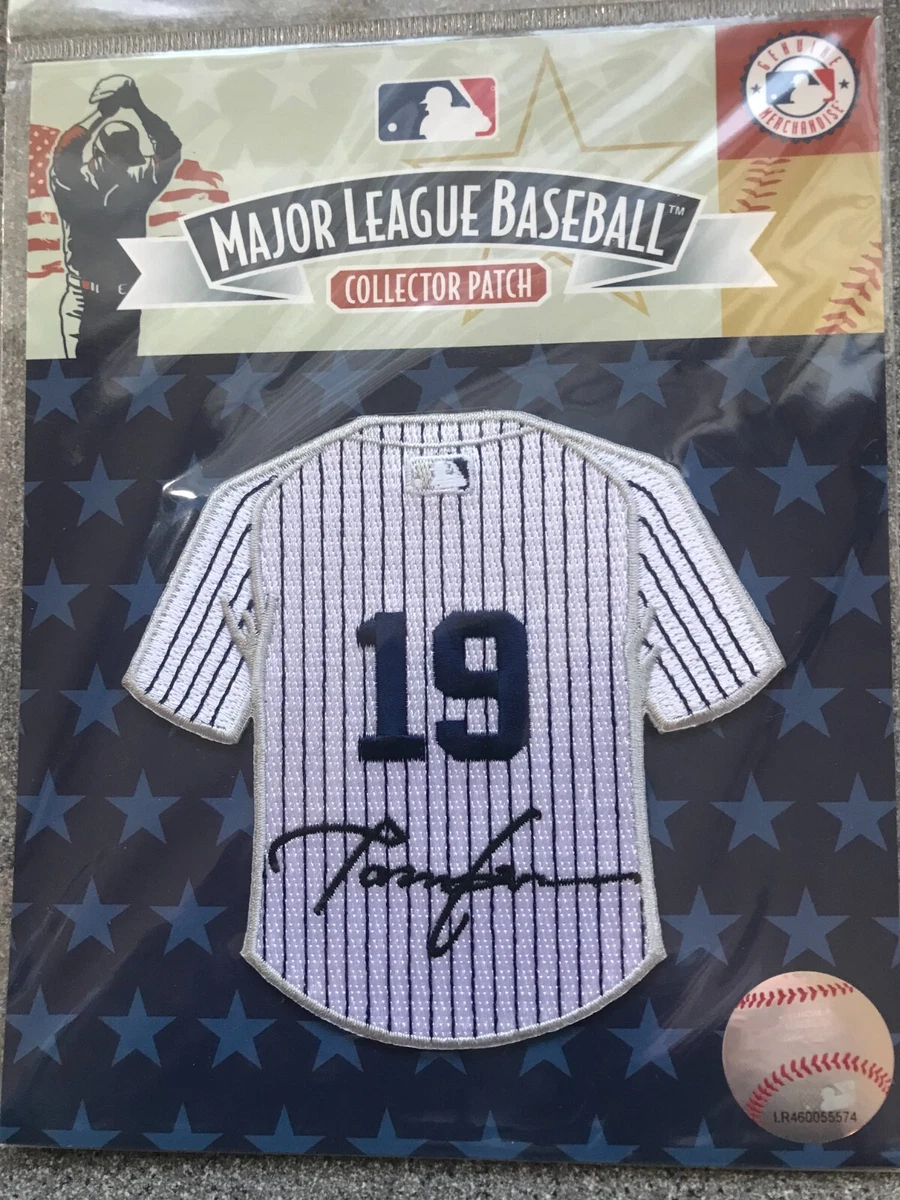 GENUINE
MERCHANDISE
MAJOR LEAGUE BASEBALL™
COLLECTOR PATCH
19
LR460055574